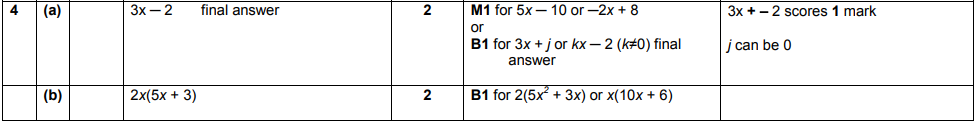 4 (a) 3x – 2 final answer 2 M1 for 5x – 10 or –2x + 8 3x + – 2 scores 1 mark
or
B1 for 3x + j or kx – 2 (k≠0) final j can be 0
answer
(b) 2x(5x + 3) 2 B1 for 2(5x² + 3x) or x(10x + 6)